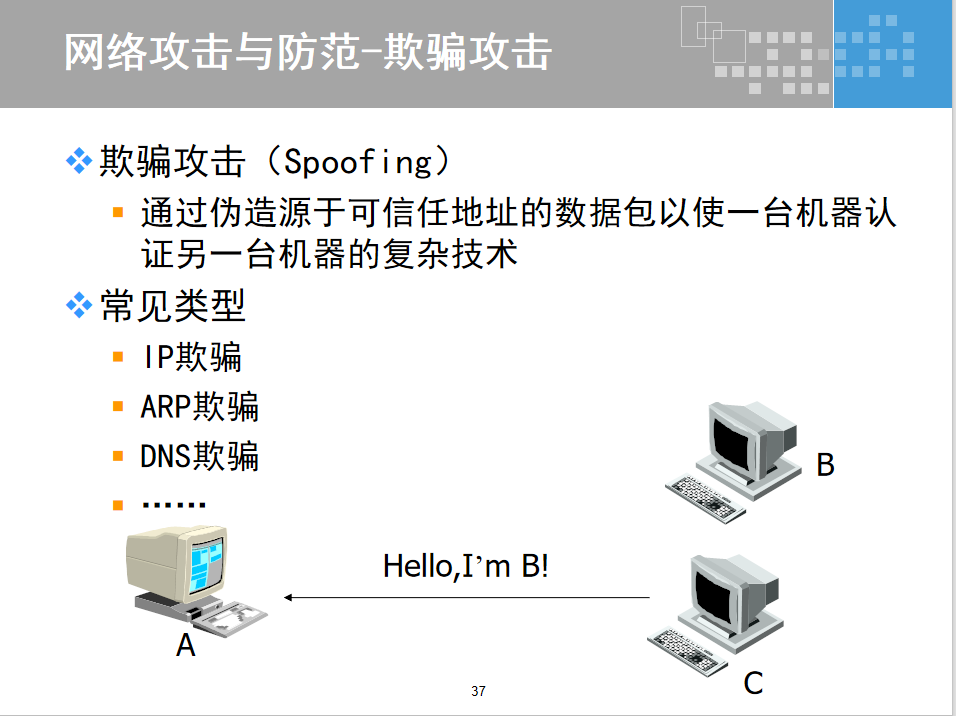 网络攻击与防范-欺骗攻击
欺骗攻击（Spoofing）
通过伪造源于可信任地址的数据包以使一台机器认
证另一台机器的复杂技术
常见类型
IP欺骗
ARP欺骗
DNS欺骗
……
B
Hello,I’m B!
A
C
37